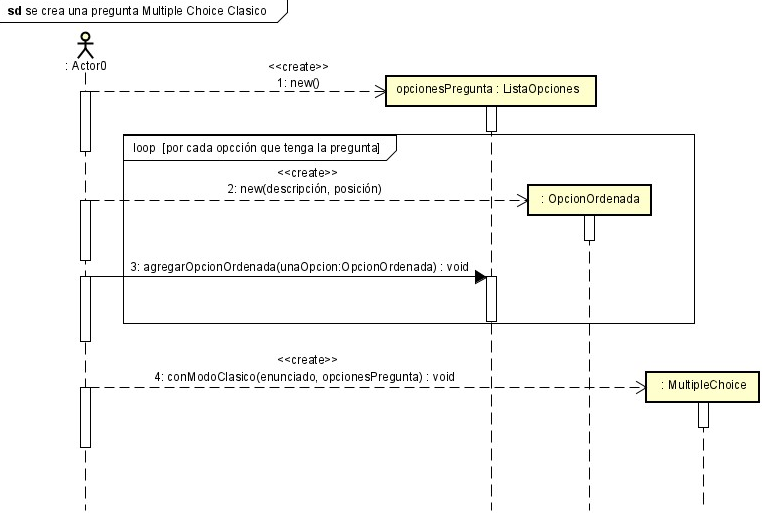 sd se crea una pregunta Multiple Choice Clasico
: Actor0
<<create>>
1: new()
opcionesPregunta : ListaOpciones
loop [por cada opcción que tenga la pregunta]
<<create>>
2: new(descripción, posición)
: OpcionOrdenada
3: agregarOpcionOrdenada(unaOpcion:OpcionOrdenada) : void
<<create>>
4: conModoClasico(enunciado, opcionesPregunta) : void
: MultipleChoice